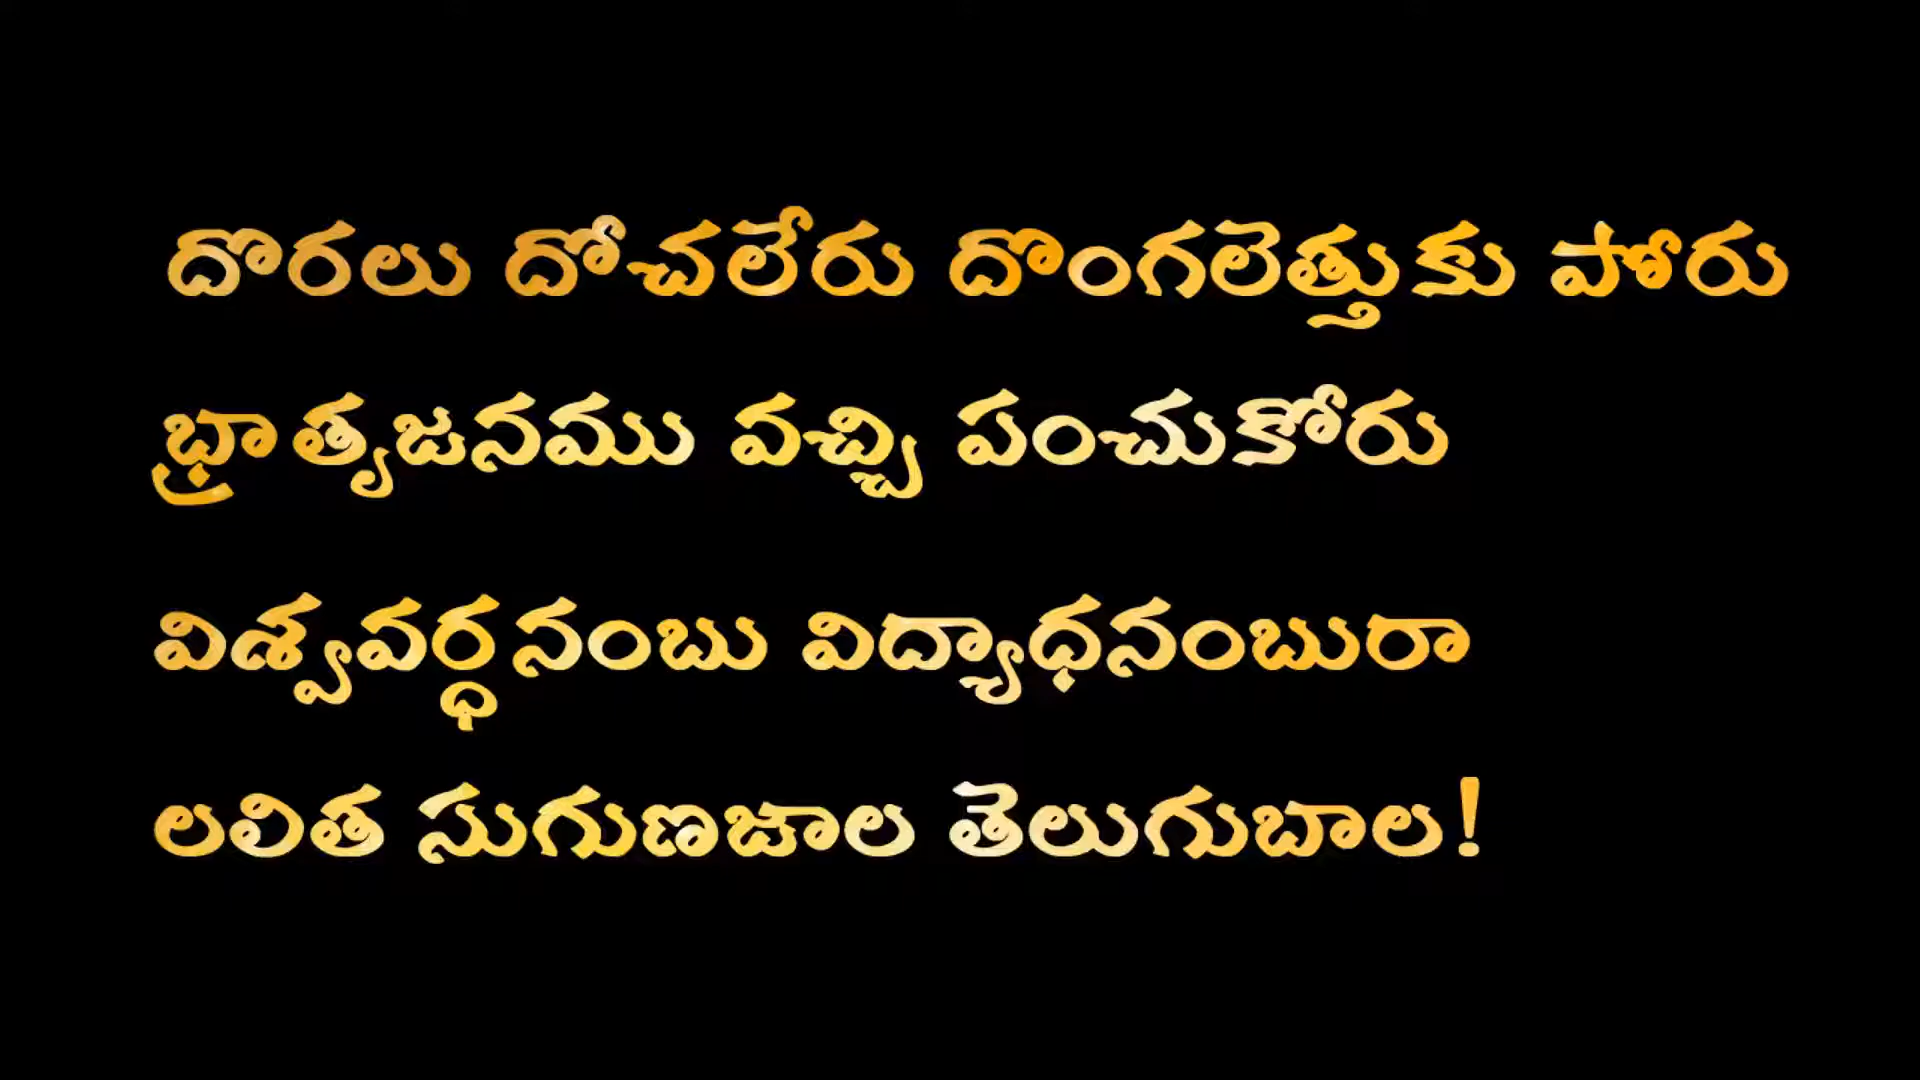 దొరలు దోచలేరు దొంగలెత్తుకు పోరు
భ్రాతృజనము వచ్చి పంచుకోరు
విశ్వవర్ధనంబు విద్యాధనంబురా
లలిత సుగుణజాల తెలుగుబాల!